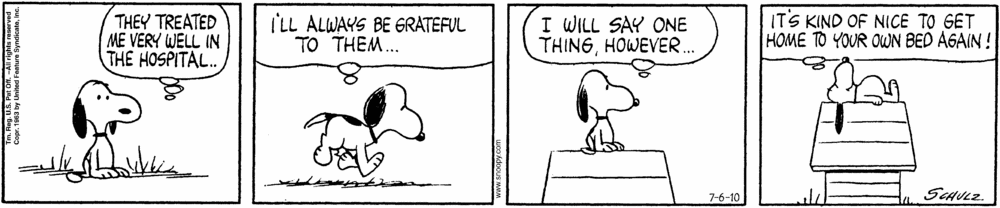 Tm. Reg. U.S. Pat Off.—All rights reserved
Copr. 1983 by United Feature Syndicate, Inc.
THEY TREATED
ME VERY WELL IN
THE HOSPITAL..
I'LL ALWAYS BE GRATEFUL
TO THEM...
www.snoopy.com
I WILL SAY ONE
THING, HOWEVER...
7-6-10
IT'S KIND OF NICE TO GET
HOME TO YOUR OWN BED AGAIN!
SCHULZ